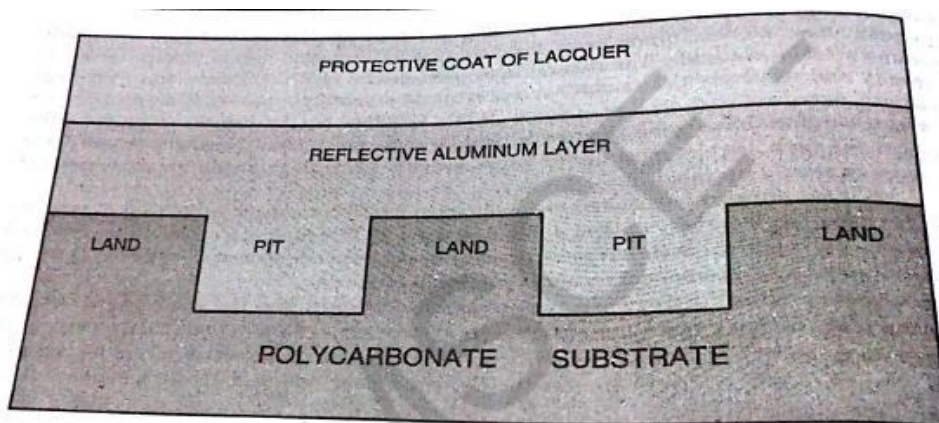 PROTECTIVE COAT OF LACQUER
REFLECTIVE ALUMINUM LAYER
LAND PIT LAND PIT LAND
POLYCARBONATE SUBSTRATE